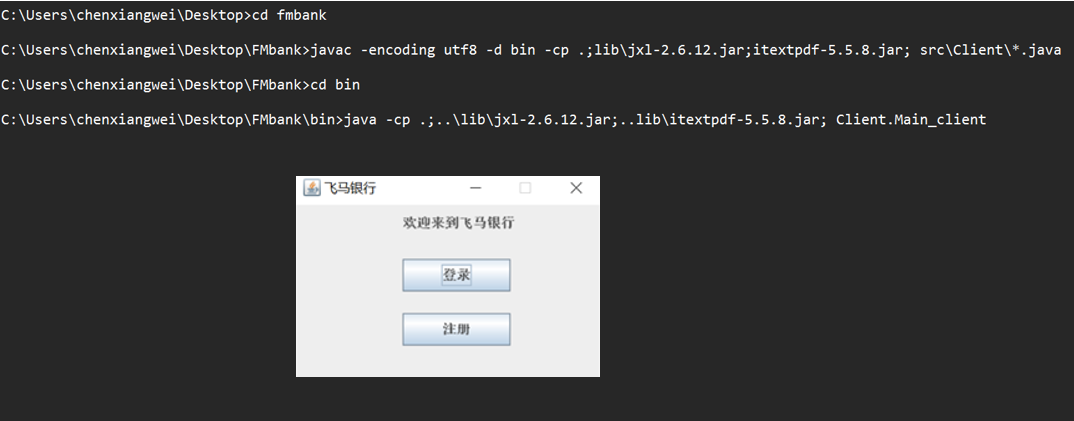 C:\Users\chenxiangwei\Desktop>cd fmbank
C:\Users\chenxiangwei\Desktop\FMbank>javac -encoding utf8 -d bin -cp .;lib\jxl-2.6.12.jar;itextpdf-5.5.8.jar; src\Client\*.java
C:\Users\chenxiangwei\Desktop\FMbank>cd bin
C:\Users\chenxiangwei\Desktop\FMbank\bin>java -cp .;..\lib\jxl-2.6.12.jar;..lib\itextpdf-5.5.8.jar; Client.Main_client
飞马银行
欢迎来到飞马银行
登录
注册